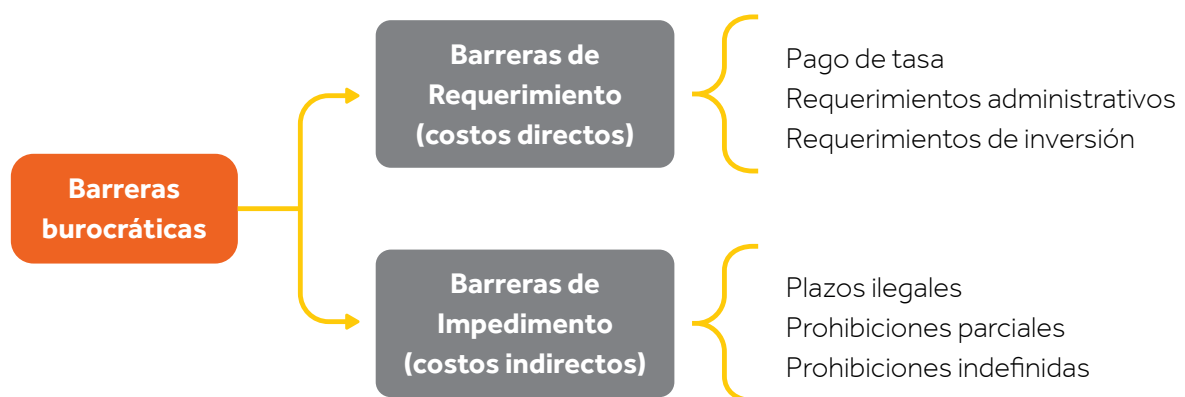 Barreras
burocráticas
Barreras de
Requerimiento
(costos directos)
Pago de tasa
Requerimientos administrativos
Requerimientos de inversión
Barreras de
Impedimento
(costos indirectos)
Plazos ilegales
Prohibiciones parciales
Prohibiciones indefinidas